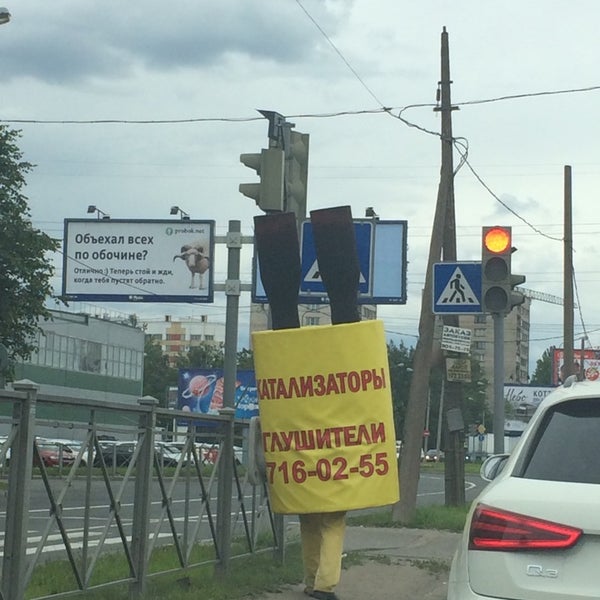 probok.net
Объехал всех
по обочине?
Отлично :) Теперь стой и жди,
когда тебя пустят обратно.
КАТАЛИЗАТОРЫ
ГЛУШИТЕЛИ
716-02-55
ЗАКАЗ
Q3